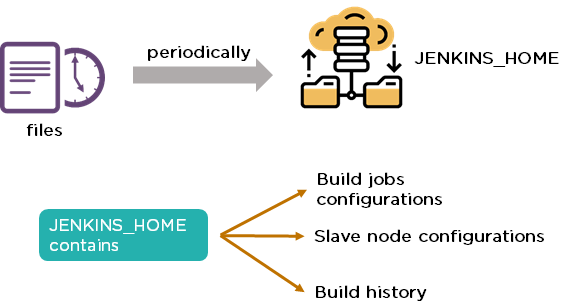 periodically
JENKINS_HOME
files
Build jobs
configurations
JENKINS_HOME
contains
Slave node configurations
Build history